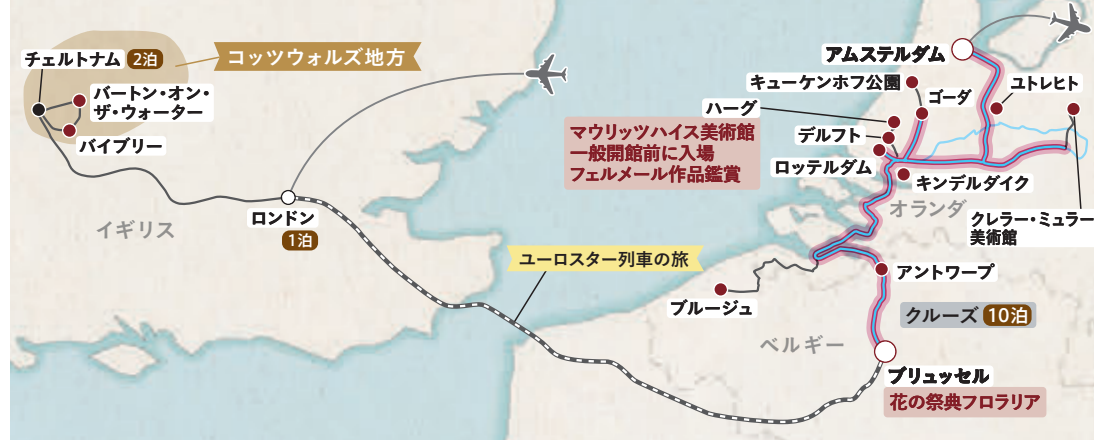 チェルトナム 2泊
コッツウォルズ地方
バートン・オン・
ザ・ウォーター
バイブリー
イギリス
ロンドン
1泊
ユーロスター列車の旅
アムステルダム
キューケンホフ公園
ゴーダ
ユトレヒト
ハーグ
デルフト
ロッテルダム
マウリッツハイス美術館
一般開館前に入場
フェルメール作品鑑賞
キンデルダイク
オランダ
クレラー・ミュラー
美術館
アントワープ
ブルージュ
クルーズ 10泊
ベルギー
ブリュッセル
花の祭典フロラリア